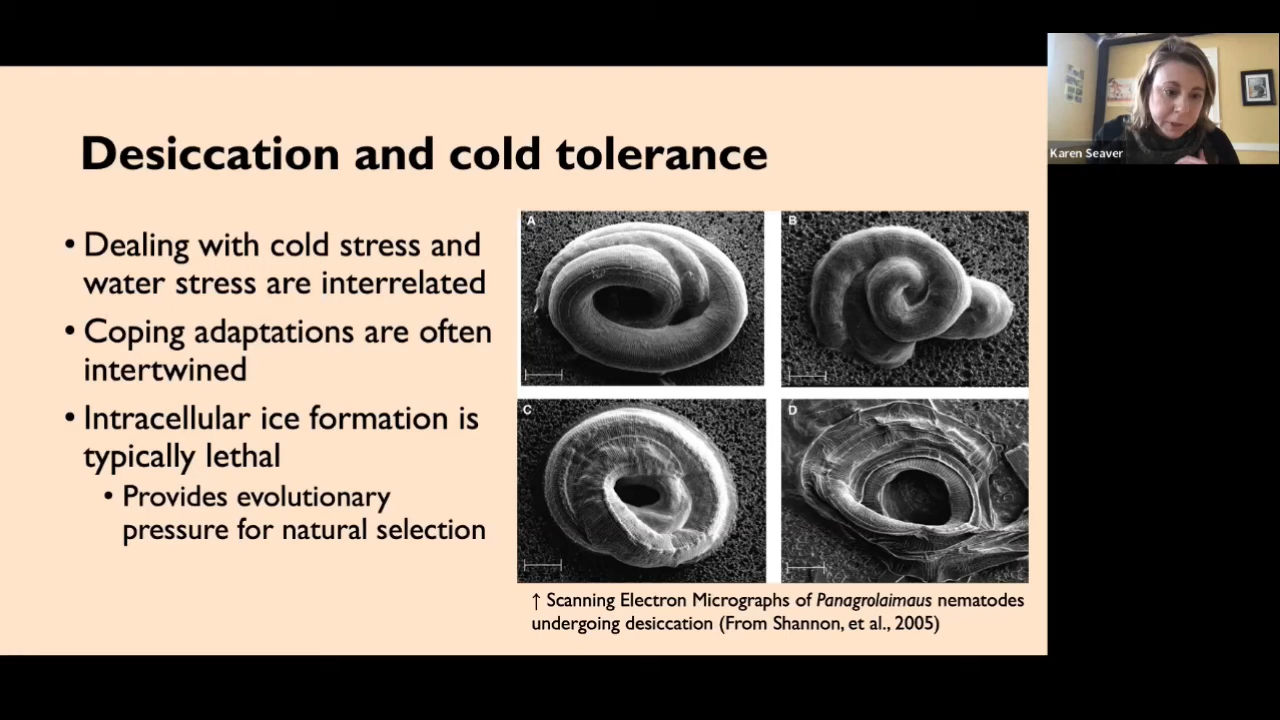 Desiccation and cold tolerance
• Dealing with cold stress and
water stress are interrelated
• Coping adaptations are often
intertwined
• Intracellular ice formation is
typically lethal
• Provides evolutionary
pressure for natural selection
A
B
C
D
↑ Scanning Electron Micrographs of Panagrolaimaus nematodes
undergoing desiccation (From Shannon, et al., 2005)
Karen Seaver